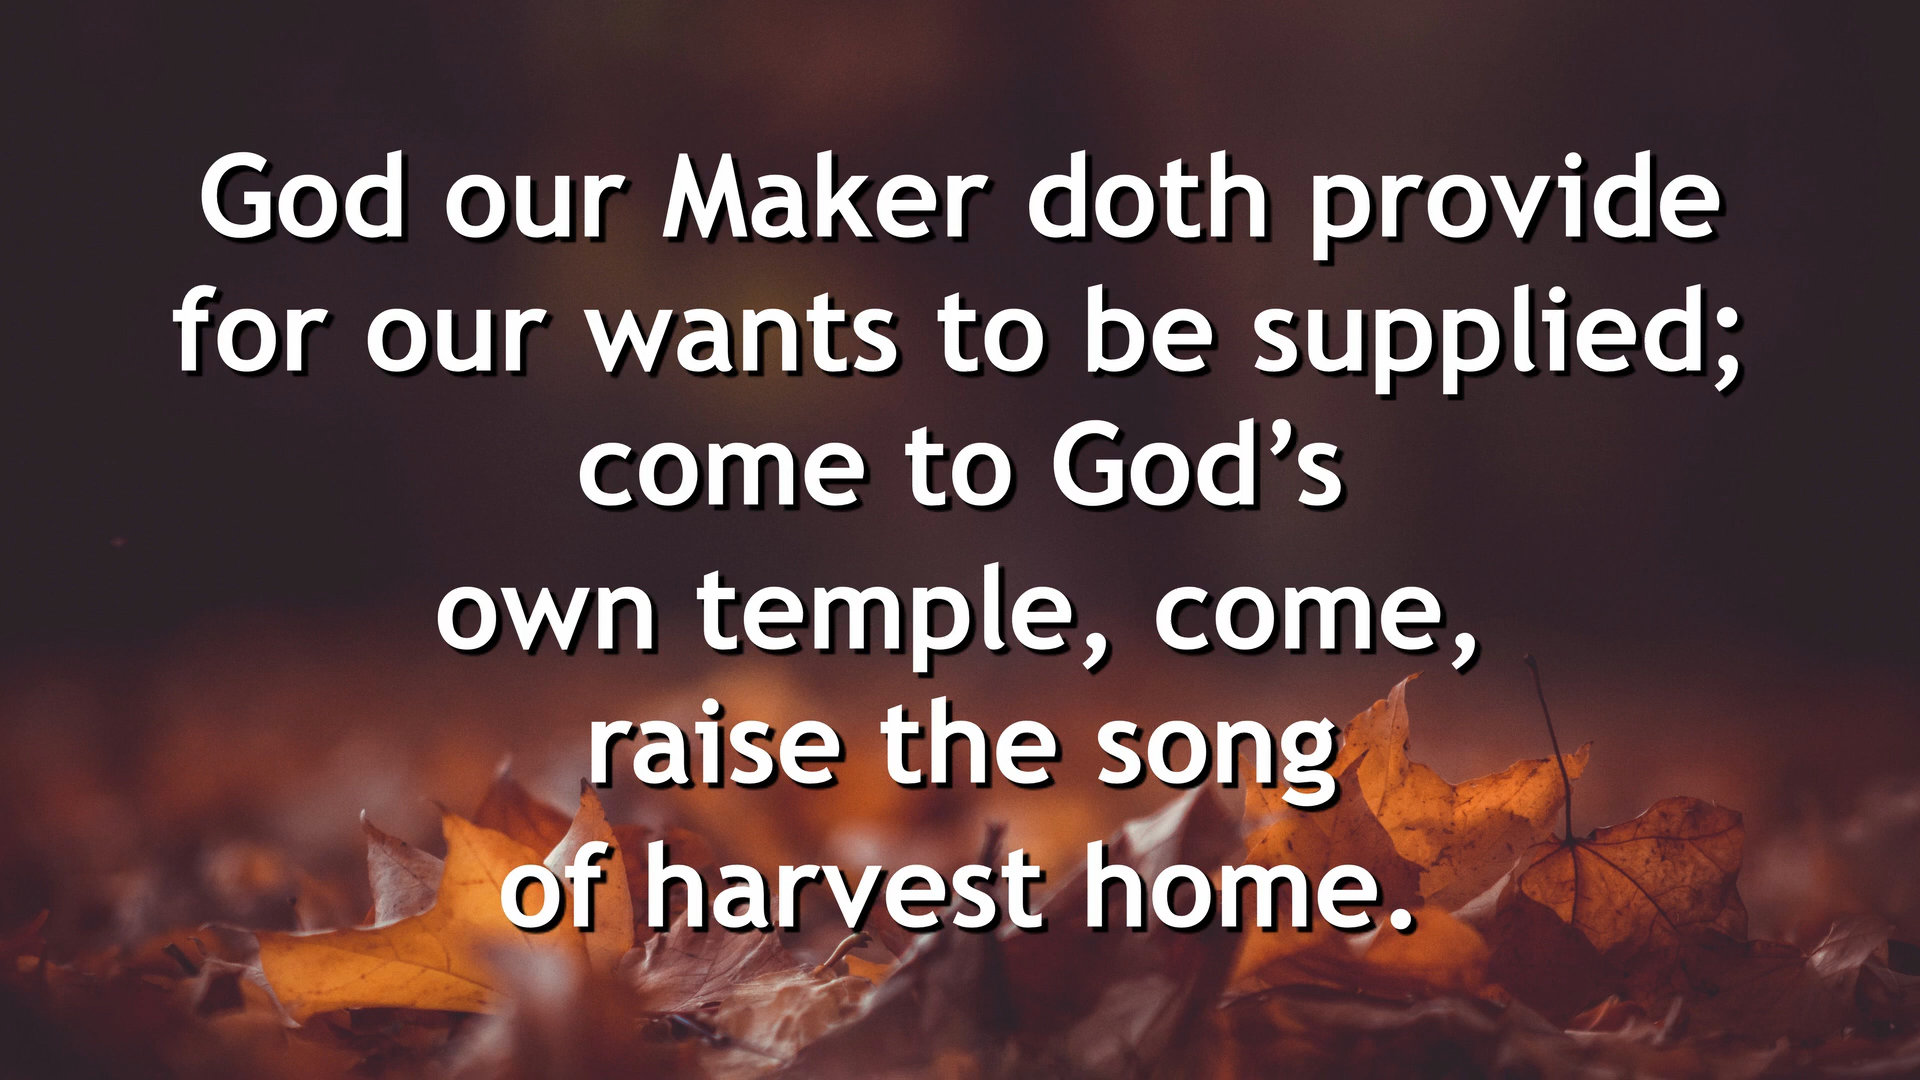 God our Maker doth provide
for our wants to be supplied;
come to God’s
own temple, come,
raise the song
of harvest home.